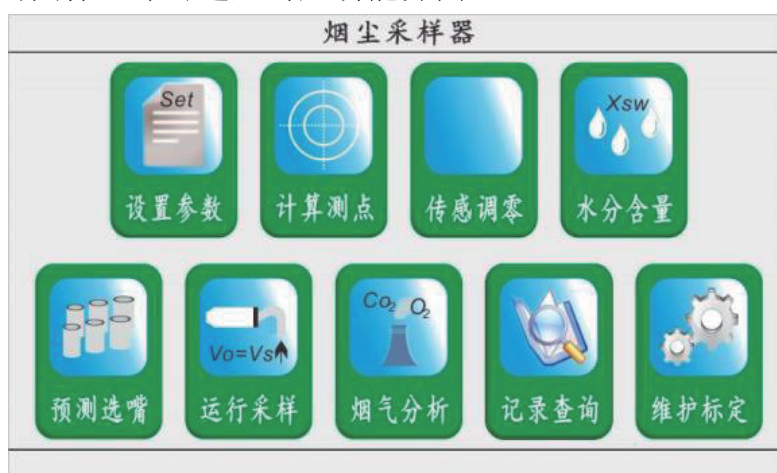 烟尘采样器
Set
Xsw
设置参数 计算测点 传感调零 水分含量
Co2 O2
Vo=Vs
预测选嘴 运行采样 烟气分析 记录查询 维护标定